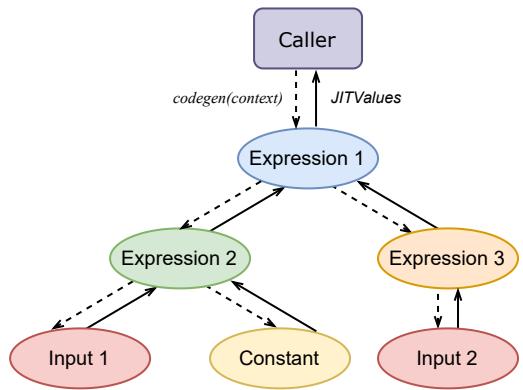 Caller
codegen(context)
JITValues
Expression 1
Expression 2
Expression 3
Input 1
Constant
Input 2